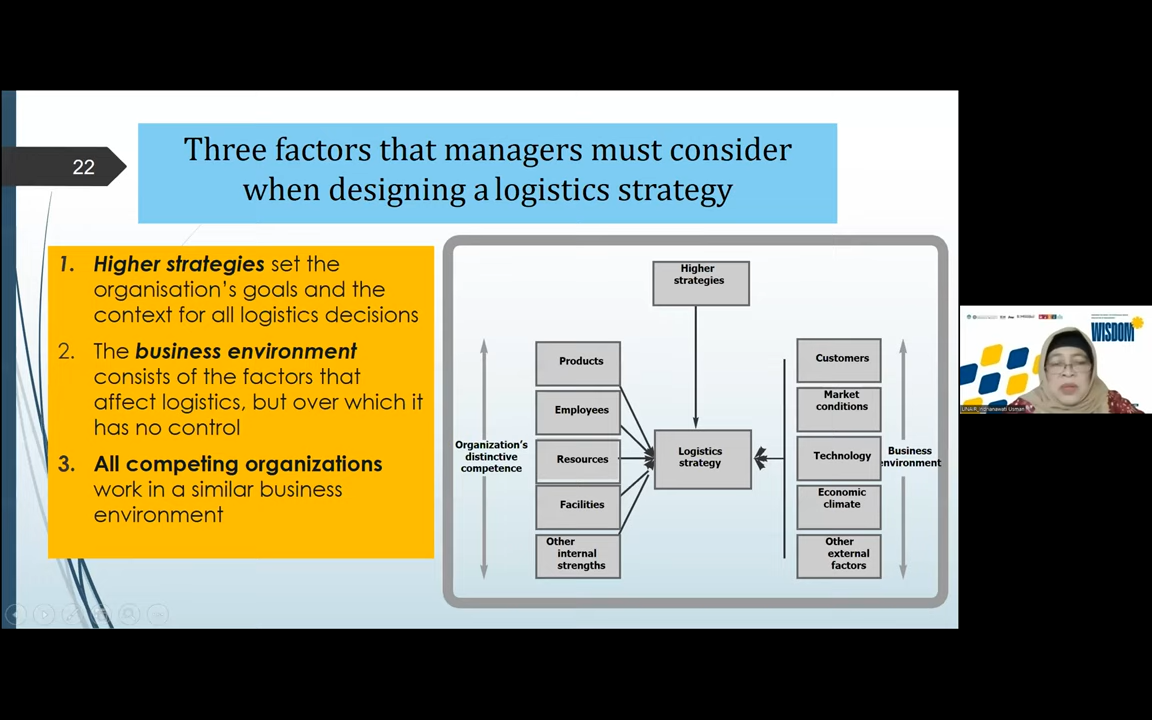 22
Three factors that managers must consider
when designing a logistics strategy
1. Higher strategies set the
organisation's goals and the
context for all logistics decisions
2. The business environment
consists of the factors that
affect logistics, but over which it
has no control
3. All competing organizations
work in a similar business
environment
Higher
strategies
Organization's
distinctive
competence
Products
Employees
Resources
Facilities
Other
internal
strengths
Logistics
strategy
Customers
Market
conditions
Technology
Economic
climate
Other
external
factors
Business
environment
WISDOM